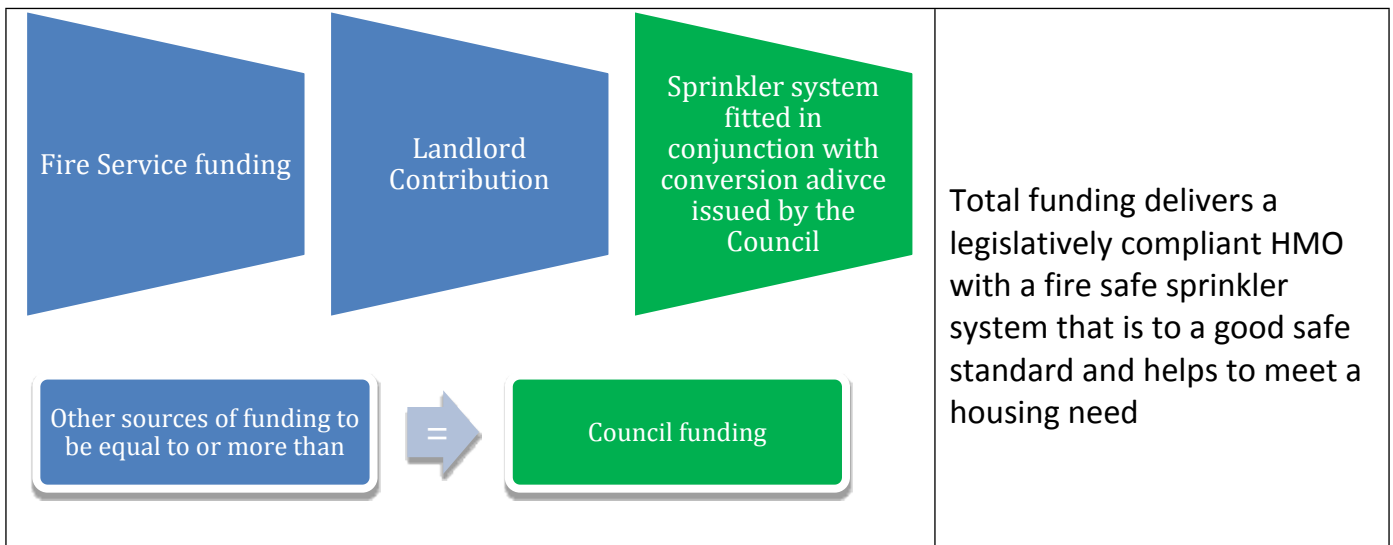 Fire Service funding
Landlord
Contribution
Sprinkler system
fitted in
conjunction with
conversion adivce
issued by the
Council
Other sources of funding to
be equal to or more than
=
Council funding
Total funding delivers a
legislatively compliant HMO
with a fire safe sprinkler
system that is to a good safe
standard and helps to meet a
housing need